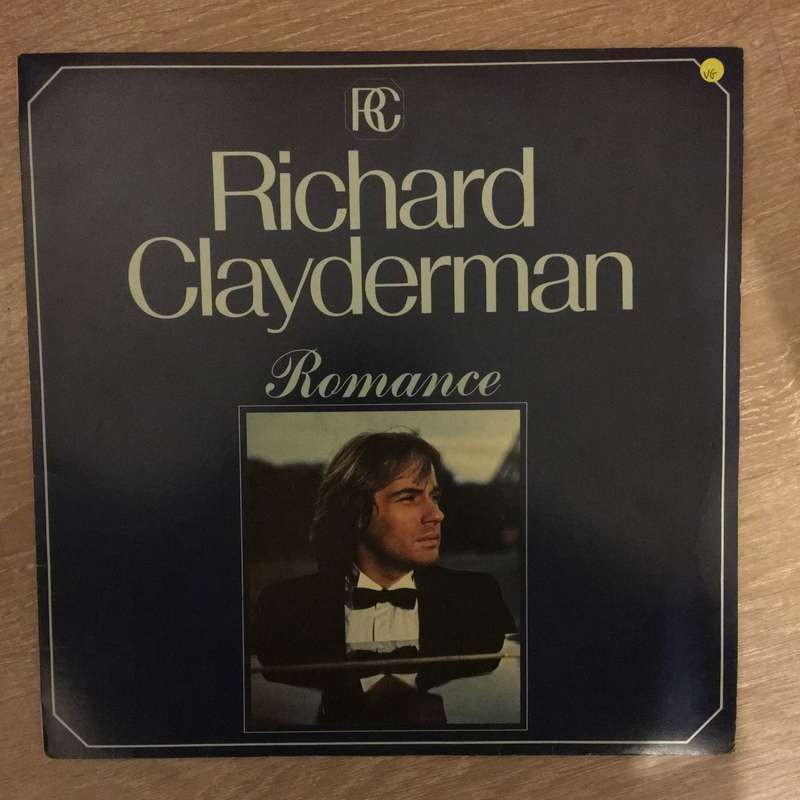 VG
RC
Richard
Clayderman
Romance